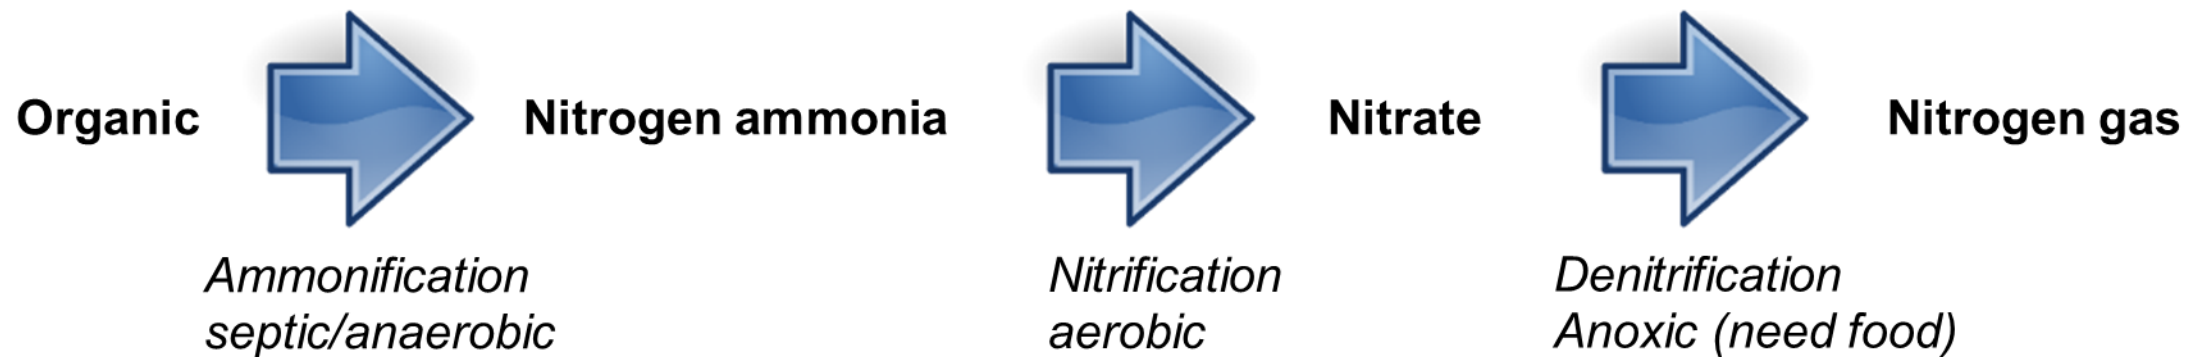 Organic
Nitrogen ammonia
Nitrate
Nitrogen gas
Ammonification
septic/anaerobic
Nitrification
aerobic
Denitrification
Anoxic (need food)